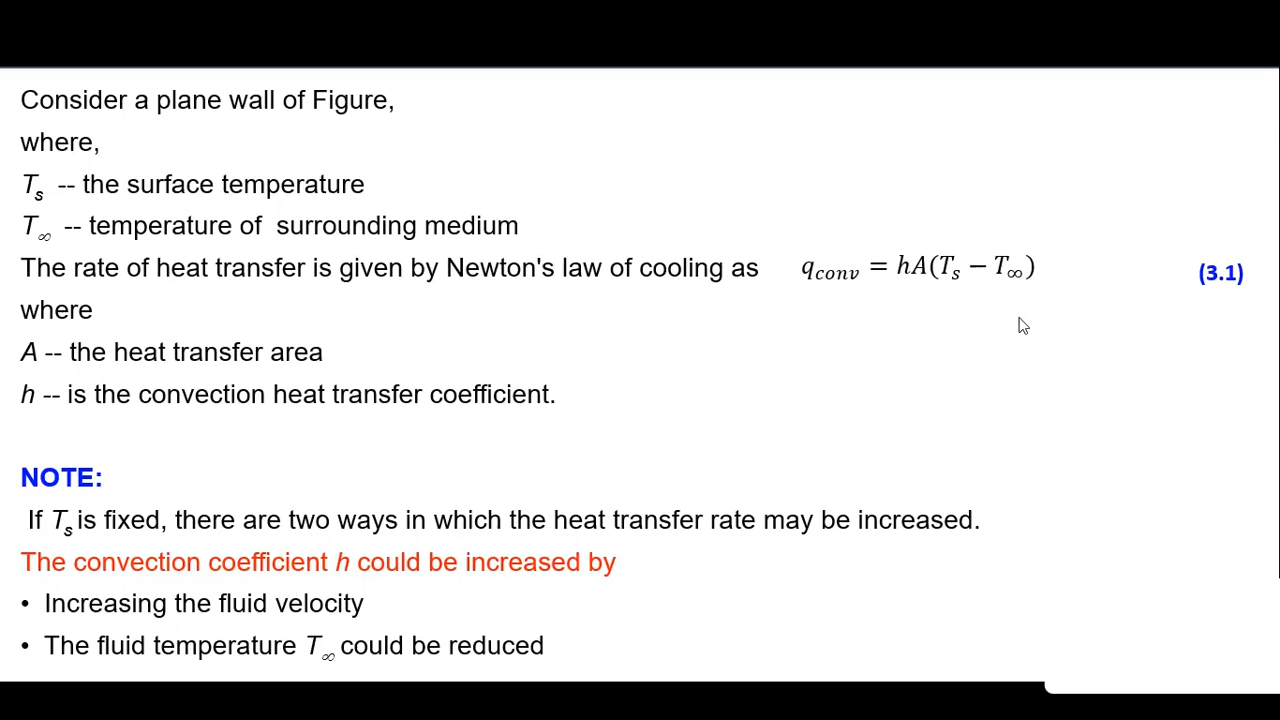 Consider a plane wall of Figure,
where,
Ts -- the surface temperature
T∞ -- temperature of surrounding medium
The rate of heat transfer is given by Newton's law of cooling as qconv = hA(Ts − T∞) (3.1)
where
A -- the heat transfer area
h -- is the convection heat transfer coefficient.
NOTE:
If Ts is fixed, there are two ways in which the heat transfer rate may be increased.
The convection coefficient h could be increased by
• Increasing the fluid velocity
• The fluid temperature T∞ could be reduced